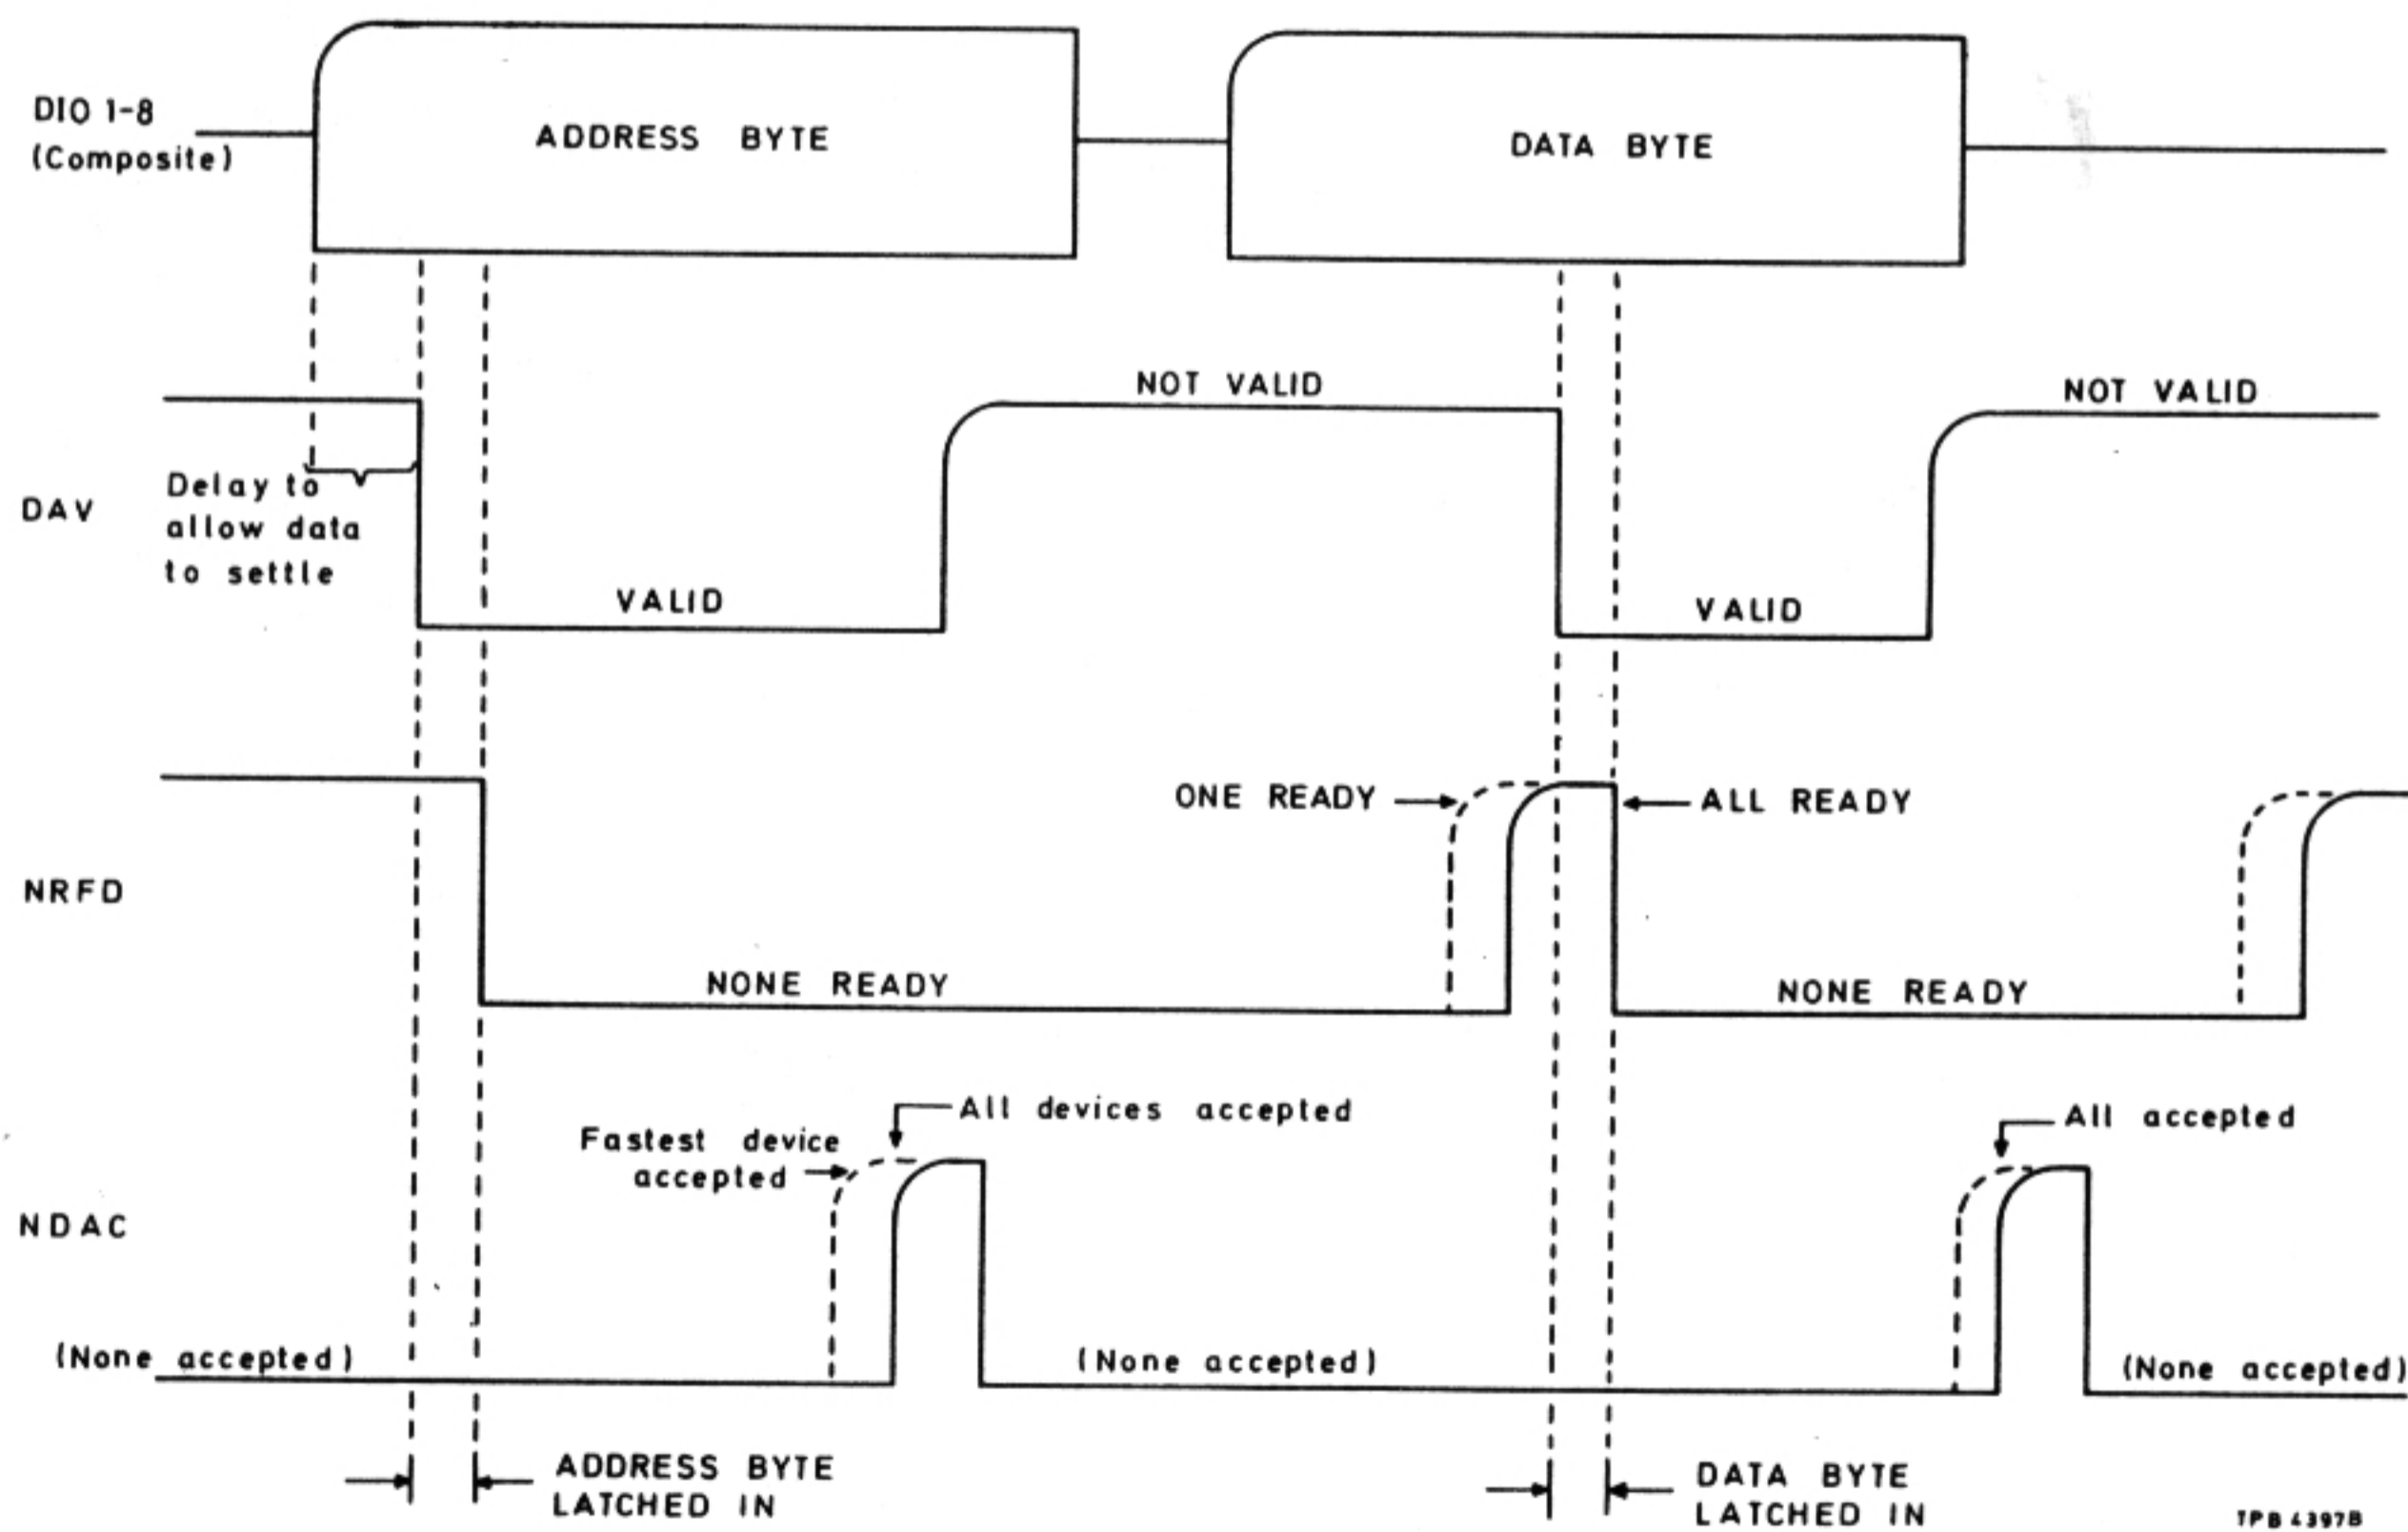 DIO 1-8
(Composite)
ADDRESS BYTE
DATA BYTE
NOT VALID
NOT VALID
DAV
Delay to
allow data
to settle
VALID
VALID
ONE READY
ALL READY
NRFD
NONE READY
NONE READY
All devices accepted
All accepted
Fastest device
accepted
NDAC
(None accepted)
(None accepted)
(None accepted)
ADDRESS BYTE
LATCHED IN
DATA BYTE
LATCHED IN
TPB 4397B